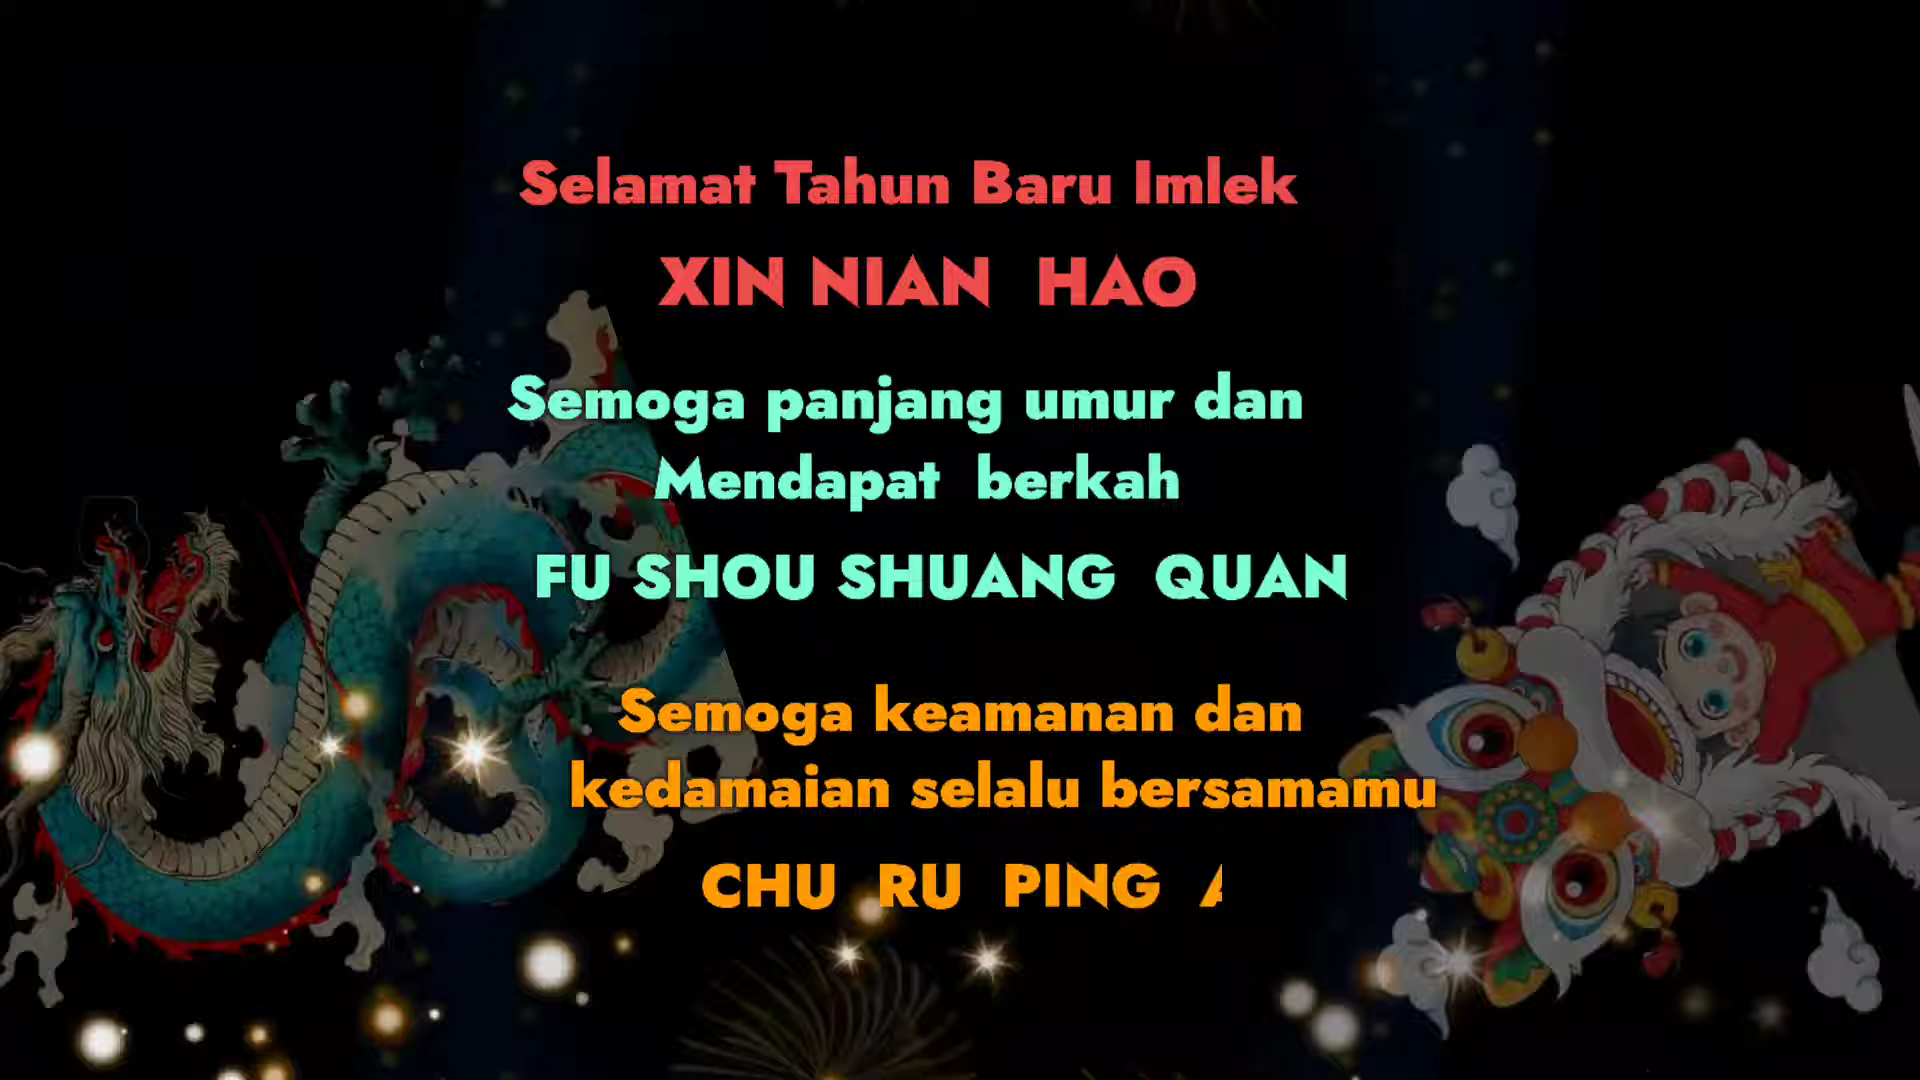 Selamat Tahun Baru Imlek
XIN NIAN HAO
Semoga panjang umur dan
Mendapat berkah
FU SHOU SHUANG QUAN
Semoga keamanan dan
kedamaian selalu bersamamu
CHU RU PING